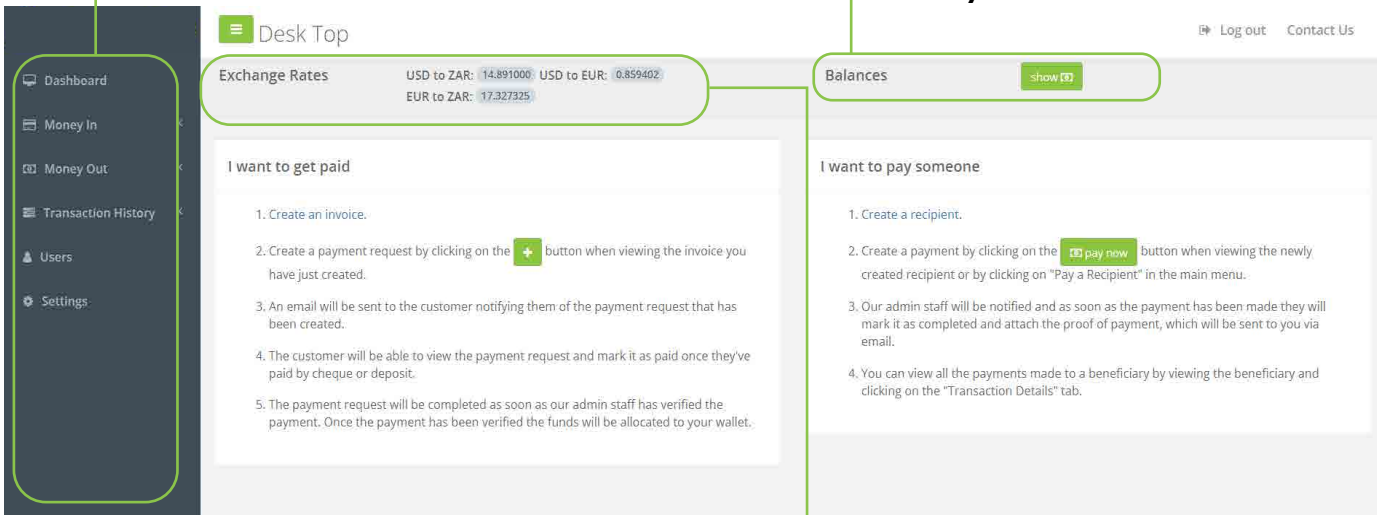 Desk Top
Log out Contact Us
Dashboard
Money In
Money Out
Transaction History
Users
Settings
Exchange Rates
USD to ZAR: 14.891000 USD to EUR: 0.859402
EUR to ZAR: 17.327325
Balances
show
I want to get paid
1. Create an invoice.
2. Create a payment request by clicking on the + button when viewing the invoice you
have just created.
3. An email will be sent to the customer notifying them of the payment request that has
been created.
4. The customer will be able to view the payment request and mark it as paid once they've
paid by cheque or deposit.
5. The payment request will be completed as soon as our admin staff has verified the
payment. Once the payment has been verified the funds will be allocated to your wallet.
I want to pay someone
1. Create a recipient.
2. Create a payment by clicking on the pay now button when viewing the newly
created recipient or by clicking on "Pay a Recipient" in the main menu.
3. Our admin staff will be notified and as soon as the payment has been made they will
mark it as completed and attach the proof of payment, which will be sent to you via
email.
4. You can view all the payments made to a beneficiary by viewing the beneficiary and
clicking on the "Transaction Details" tab.